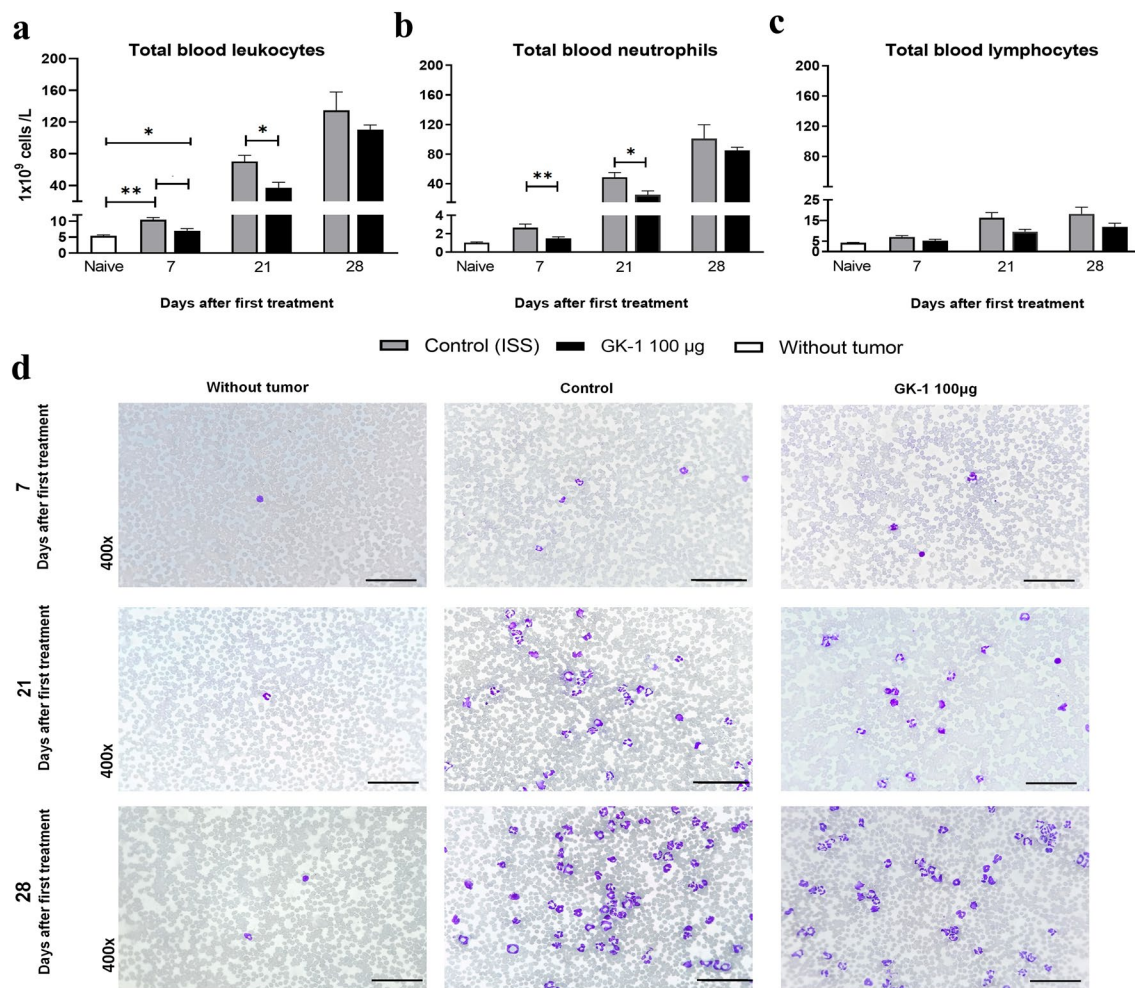 a
Total blood leukocytes
1x10⁹ cells /L
200
160
120
80
40
10
5
0
*
**
*
Naive
7
21
28
Days after first treatment
b
Total blood neutrophils
200
160
120
80
40
4
2
0
**
*
Naive
7
21
28
Days after first treatment
c
Total blood lymphocytes
200
160
120
80
25
15
5
0
Naive
7
21
28
Days after first treatment
Control (ISS)
GK-1 100 µg
Without tumor
d
Without tumor
Control
GK-1 100µg
7
Days after first treatment
400x
21
Days after first treatment
400x
28
Days after first treatment
400x